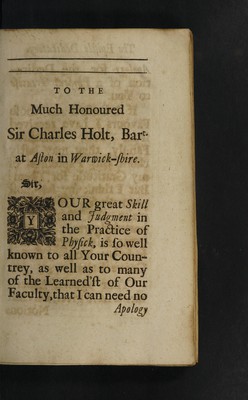 TO THE
Much Honoured
Sir Charles Holt, Barᵗ·
at Aſton in Warwick-ſhire.
Sir,
YOUR great Skill
and Judgment in
the Practice of
Phyſick, is ſo well
known to all Your Coun-
trey, as well as to many
of the Learned'ſt of Our
Faculty, that I can need no
Apology